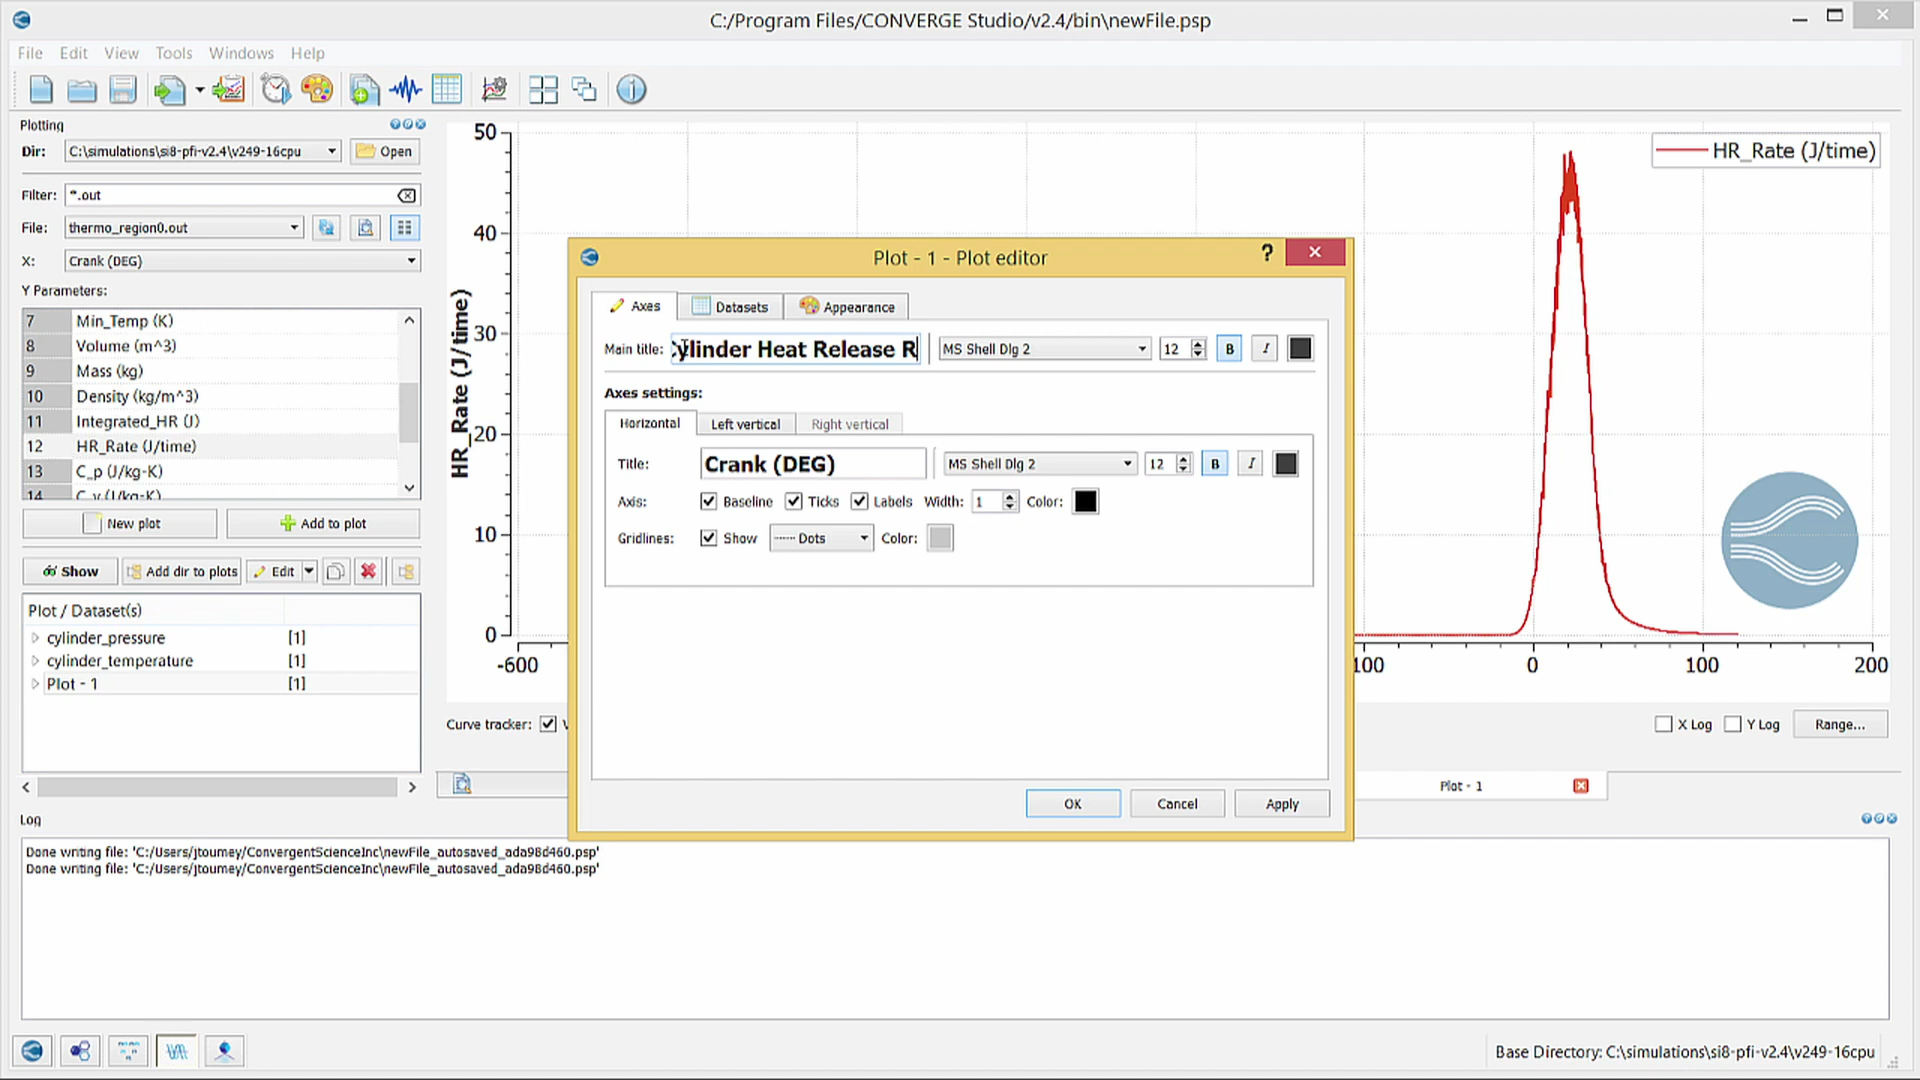 C:/Program Files/CONVERGE Studio/v2.4/bin\newFile.psp
File Edit View Tools Windows Help
Plotting
Dir: C:\simulations\si8-pfi-v2.4\v249-16cpu Open
Filter: *.out
File: thermo_region0.out
X: Crank (DEG)
Y Parameters:
7 Min_Temp (K)
8 Volume (m^3)
9 Mass (kg)
10 Density (kg/m^3)
11 Integrated_HR (J)
12 HR_Rate (J/time)
13 C_p (J/kg-K)
14 C_v (J/kg-K)
New plot Add to plot
Show Add dir to plots Edit
Plot / Dataset(s)
cylinder_pressure [1]
cylinder_temperature [1]
Plot - 1 [1]
HR_Rate (J/time)
50
40
30
20
10
0
-600
100 0 100 200
HR_Rate (J/time)
Plot - 1 - Plot editor
?
Axes Datasets Appearance
Main title: Cylinder Heat Release R MS Shell Dlg 2 12 B I
Axes settings:
Horizontal Left vertical Right vertical
Title: Crank (DEG) MS Shell Dlg 2 12 B I
Axis: Baseline Ticks Labels Width: 1 Color:
Gridlines: Show Dots Color:
OK Cancel Apply
Curve tracker: X Log Y Log Range...
Plot - 1
Log
Done writing file: 'C:/Users/jtoumey/ConvergentScienceInc\newFile_autosaved_ada98d460.psp'
Done writing file: 'C:/Users/jtoumey/ConvergentScienceInc\newFile_autosaved_ada98d460.psp'
Base Directory: C:\simulations\si8-pfi-v2.4\v249-16cpu